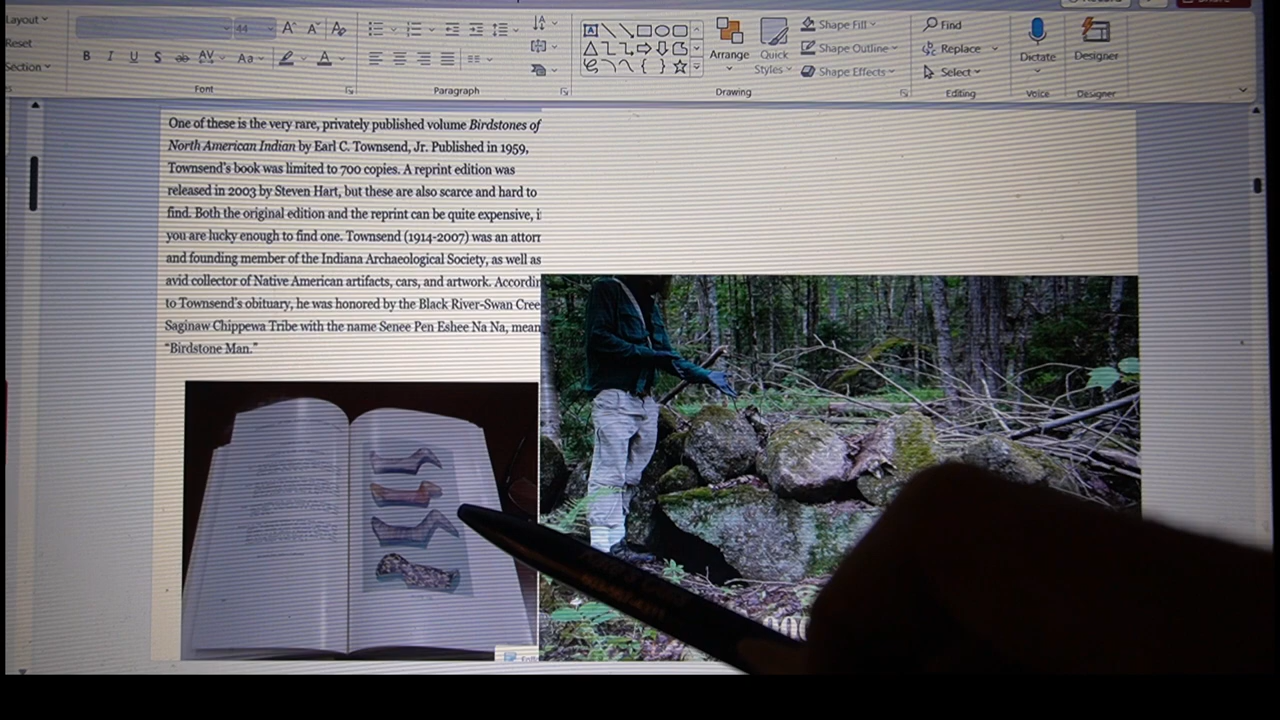 Layout
Reset
Section
44
B I U S ab AV Aa A
Font
Paragraph
Arrange
Quick
Styles
Shape Fill
Shape Outline
Shape Effects
Drawing
Find
Replace
Select
Editing
Dictate
Voice
Designer
Designer
One of these is the very rare, privately published volume Birdstones of
North American Indian by Earl C. Townsend, Jr. Published in 1959,
Townsend's book was limited to 700 copies. A reprint edition was
released in 2003 by Steven Hart, but these are also scarce and hard to
find. Both the original edition and the reprint can be quite expensive, i
you are lucky enough to find one. Townsend (1914-2007) was an attorn
and founding member of the Indiana Archaeological Society, as well as
avid collector of Native American artifacts, cars, and artwork. Accordin
to Townsend's obituary, he was honored by the Black River-Swan Cree
Saginaw Chippewa Tribe with the name Senee Pen Eshee Na Na, mean
“Birdstone Man.”